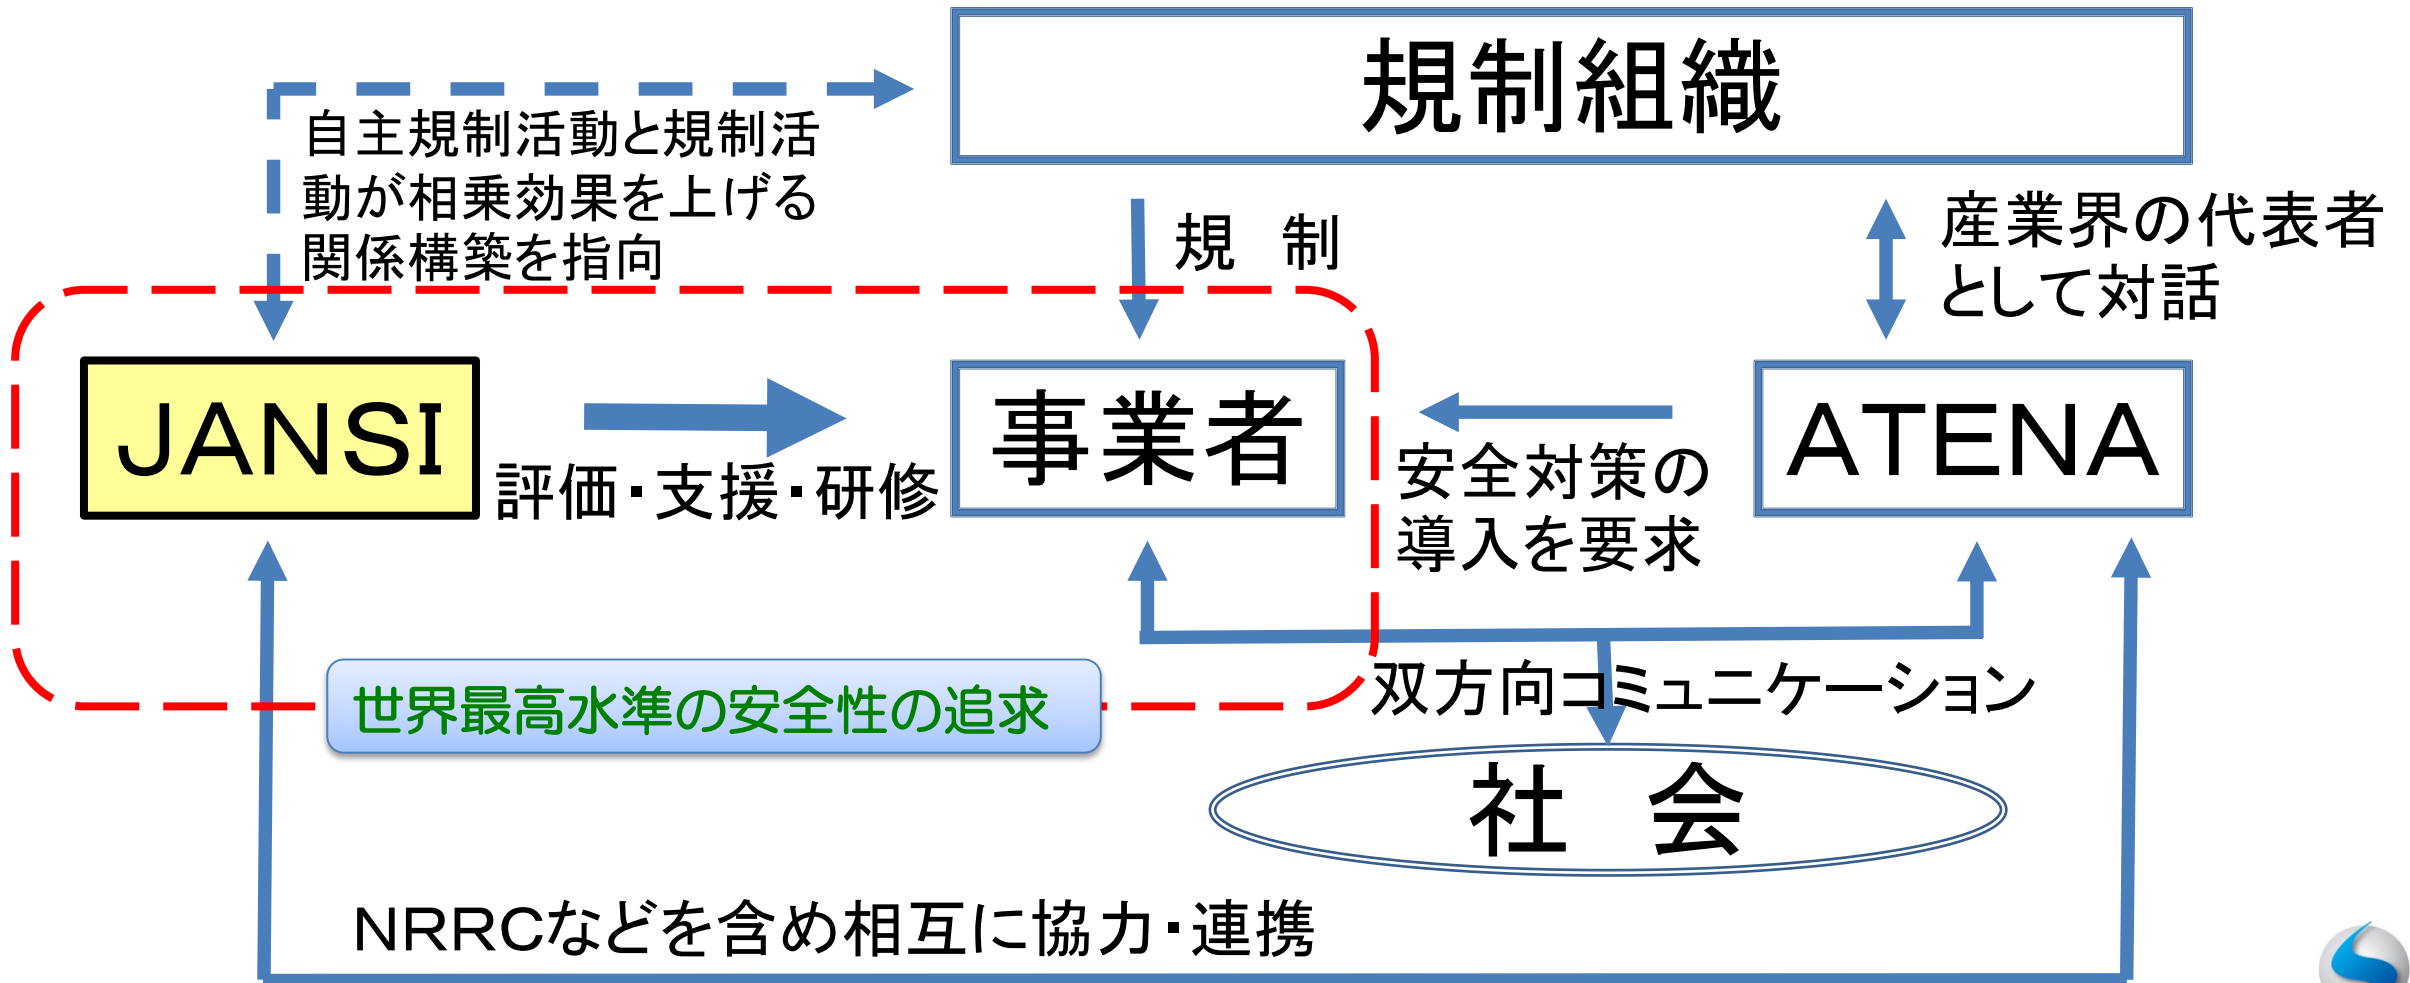 規制組織
自主規制活動と規制活
動が相乗効果を上げる
関係構築を指向
規　制
産業界の代表者
として対話
JANSI
評価・支援・研修
事業者
安全対策の
導入を要求
ATENA
世界最高水準の安全性の追求
双方向コミュニケーション
社　会
NRRCなどを含め相互に協力・連携